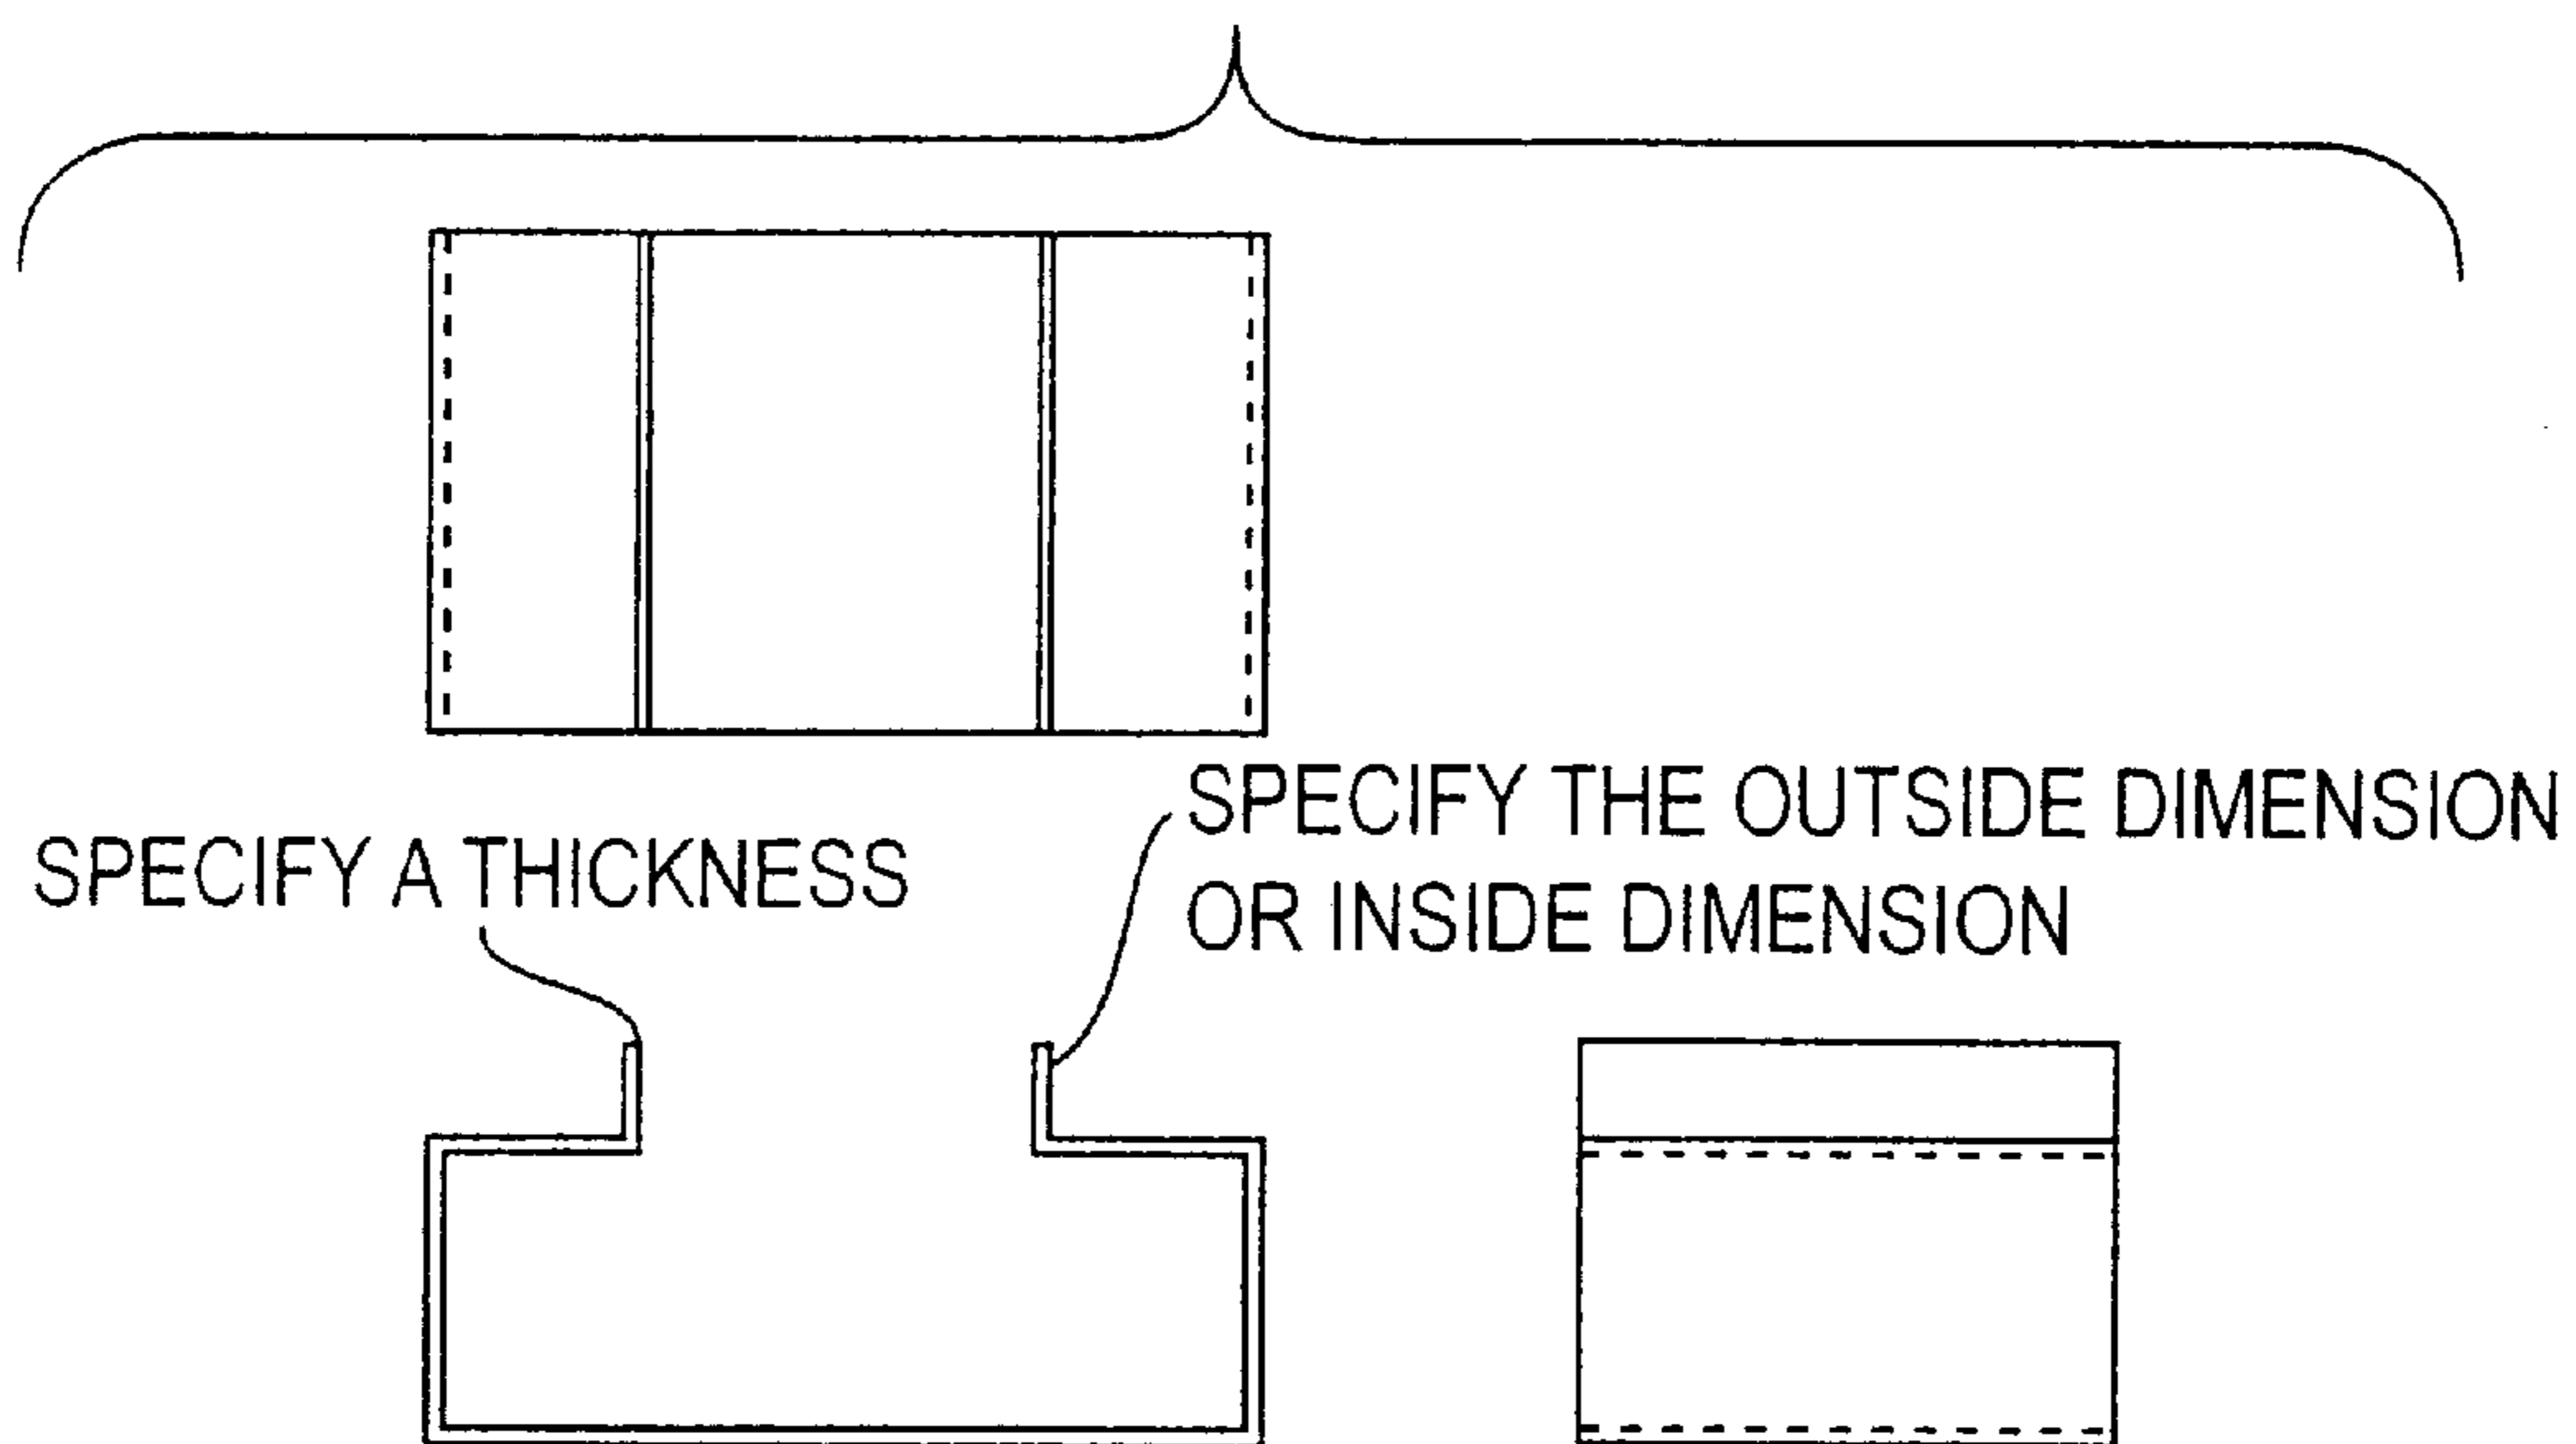 SPECIFY THE OUTSIDE DIMENSION
OR INSIDE DIMENSION
SPECIFY A THICKNESS